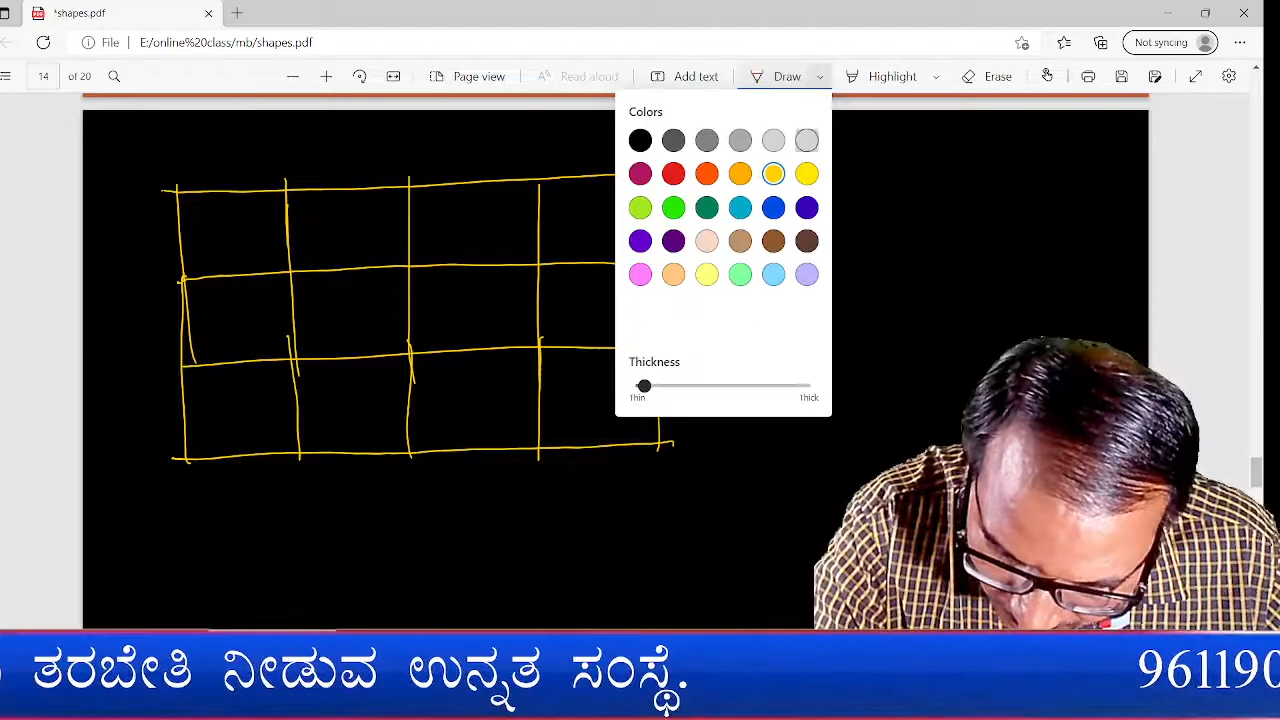 *shapes.pdf
File E:/online%20class/mb/shapes.pdf Not syncing
14 of 20 Page view Read aloud Add text Draw Highlight Erase
Colors
Thickness
Thin Thick
ತರಬೇತಿ ನೀಡುವ ಉನ್ನತ ಸಂಸ್ಥೆ. 961190